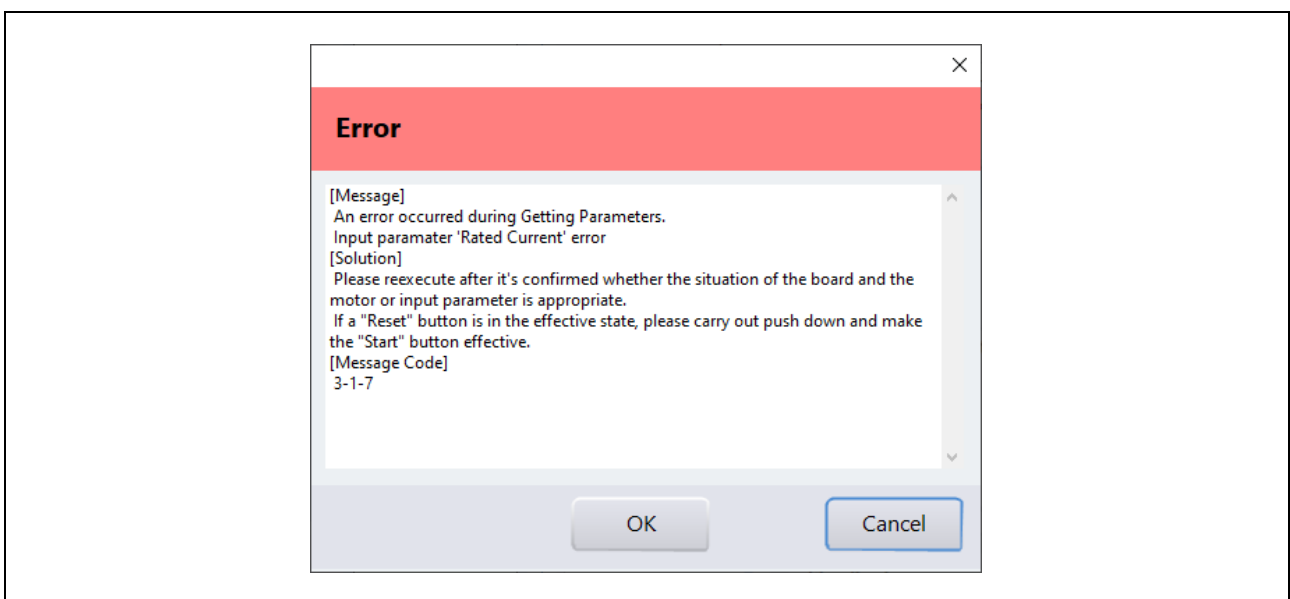 Error
[Message]
An error occurred during Getting Parameters.
Input paramater 'Rated Current' error
[Solution]
Please reexecute after it's confirmed whether the situation of the board and the
motor or input parameter is appropriate.
If a "Reset" button is in the effective state, please carry out push down and make
the "Start" button effective.
[Message Code]
3-1-7
OK
Cancel